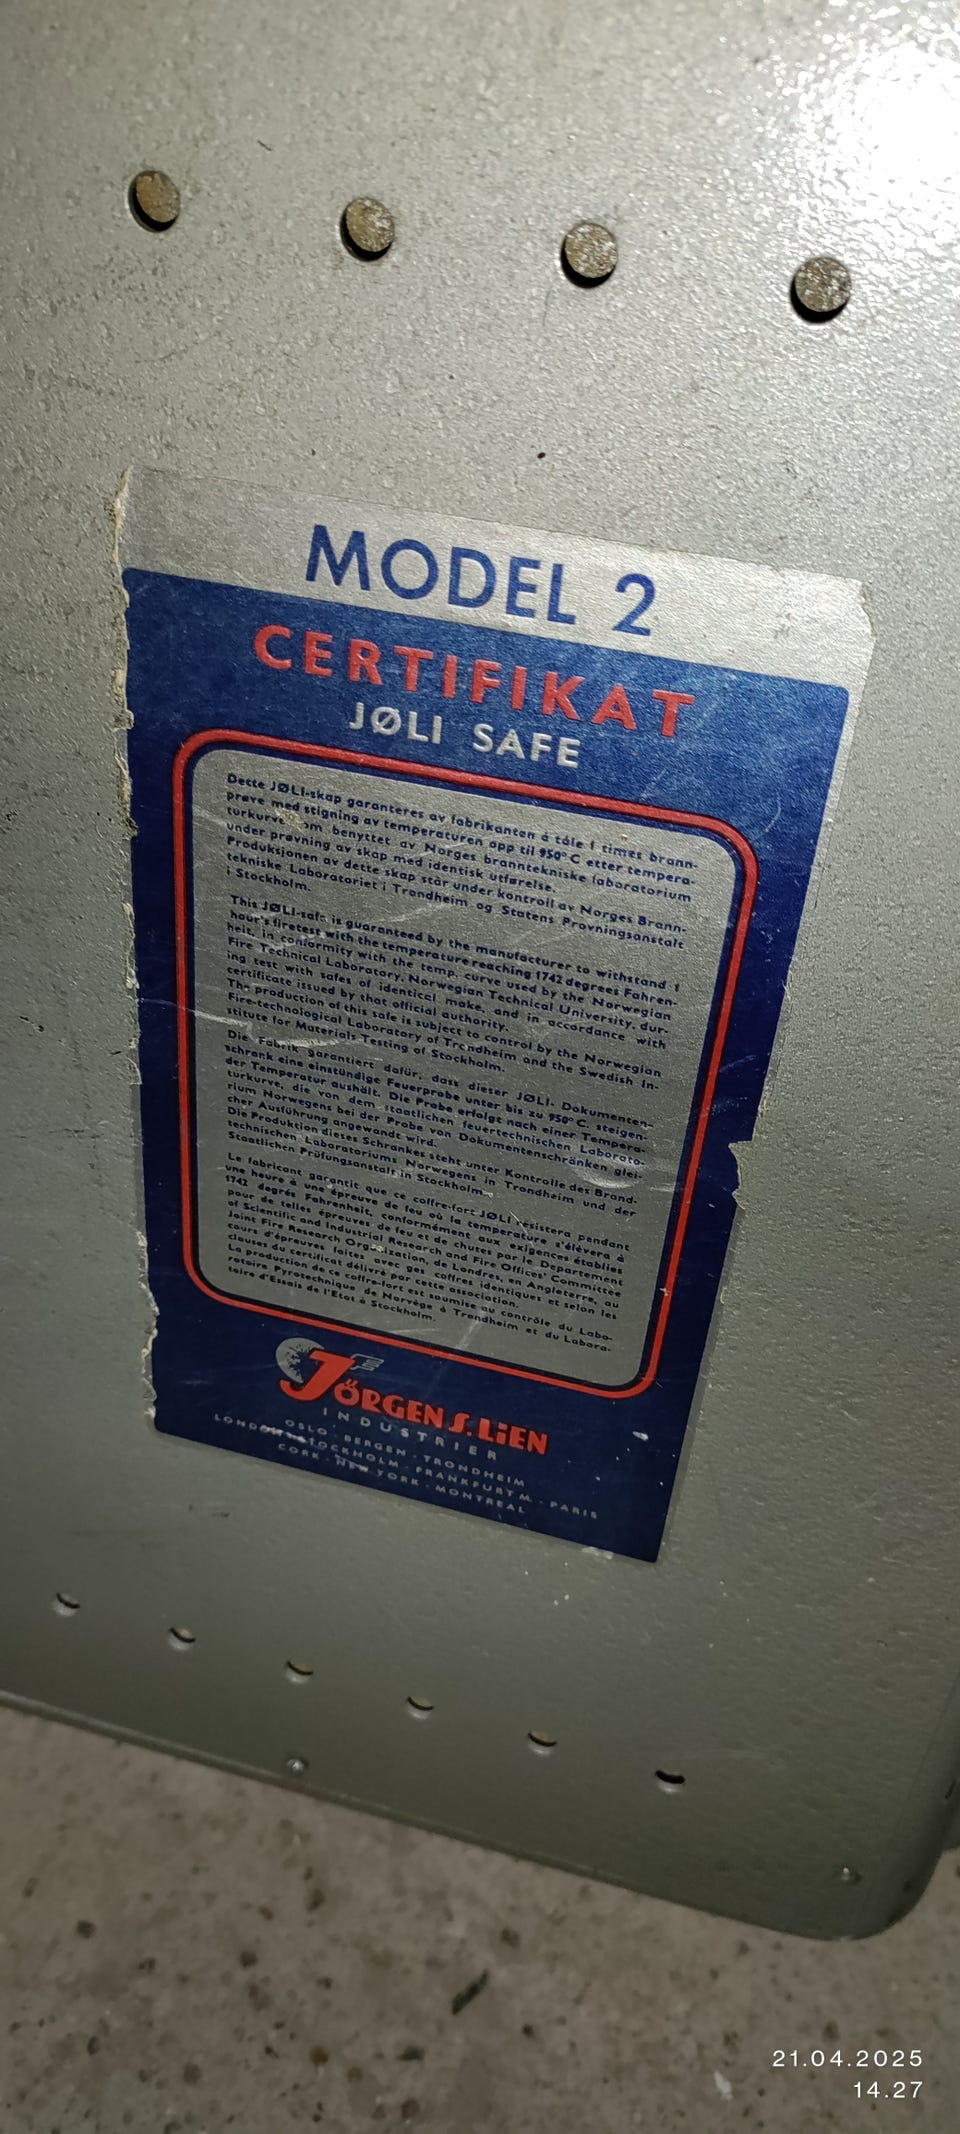 MODEL 2
CERTIFIKAT
JØLI SAFE
Dette JØLI-skap garanteres av fabrikanten å tåle 1 times brann-
prøve med stigning av temperaturen opp til 950° C etter tempera-
turkurve som benyttet av Norges branntekniske laboratorium
under prøvning av skap med identisk utførelse.
Produksjonen av dette skap står under kontroll av Norges Brann-
tekniske Laboratoriet i Trondheim og Statens Provningsanstalt
i Stockholm.
This JØLI-safe is guaranteed by the manufacturer to withstand 1
hour's firetest with the temperature reaching 1742 degrees Fahren-
heit, in conformity with the temp. curve used by the Norwegian
Fire Technical Laboratory, Norwegian Technical University, dur-
ing test with safes of identical make, and in accordance with
certificate issued by that official authority.
The production of this safe is subject to control by the Norwegian
Fire-technological Laboratory of Trondheim and the Swedish In-
stitute for Materials Testing of Stockholm.
Die Fabrik garantiert dafür, dass dieser JØLI- Dokumenten-
schrank eine einstündige Feuerprobe unter bis zu 950° C. steigen-
der Temperatur aushält. Die Probe erfolgt nach einer Tempera-
turkurve, die von dem staatlichen feuertechnischen Laborato-
rium Norwegens bei der Probe von Dokumentenschränken glei-
cher Ausführung angewandt wird.
Die Produktion dieses Schrankes steht unter Kontrolle des Brand-
technischen Laboratoriums Norwegens in Trondheim und der
Staatlichen Prüfungsanstalt in Stockholm.
Le fabricant garantit que ce coffre-fort JØLI résistera pendant
une heure à une épreuve de feu où la temperature s'élèvera à
1742 degrés Fahrenheit, conformément aux exigences établies
pour de telles épreuves de feu et de chutes par le Departement
of Scientific and Industrial Research and Fire Offices' Committee
Joint Fire Research Organization, de Londres, en Angleterre, au
cours d'épreuves faites avec ges coffres identiques et selon les
clauses du certificat délivré par cette association.
La production de ce coffre-fort est soumise au contrôle du Labo-
ratoire Pyrotechnique de Norvège à Trondheim et du Labora-
toire d'Essais de l'Etat à Stockholm.
JÖRGEN S. LIEN
INDUSTRIER
OSLO · BERGEN · TRONDHEIM
LONDON · STOCKHOLM · FRANKFURT M. · PARIS
CORK · NEW YORK · MONTREAL
21.04.2025
14.27